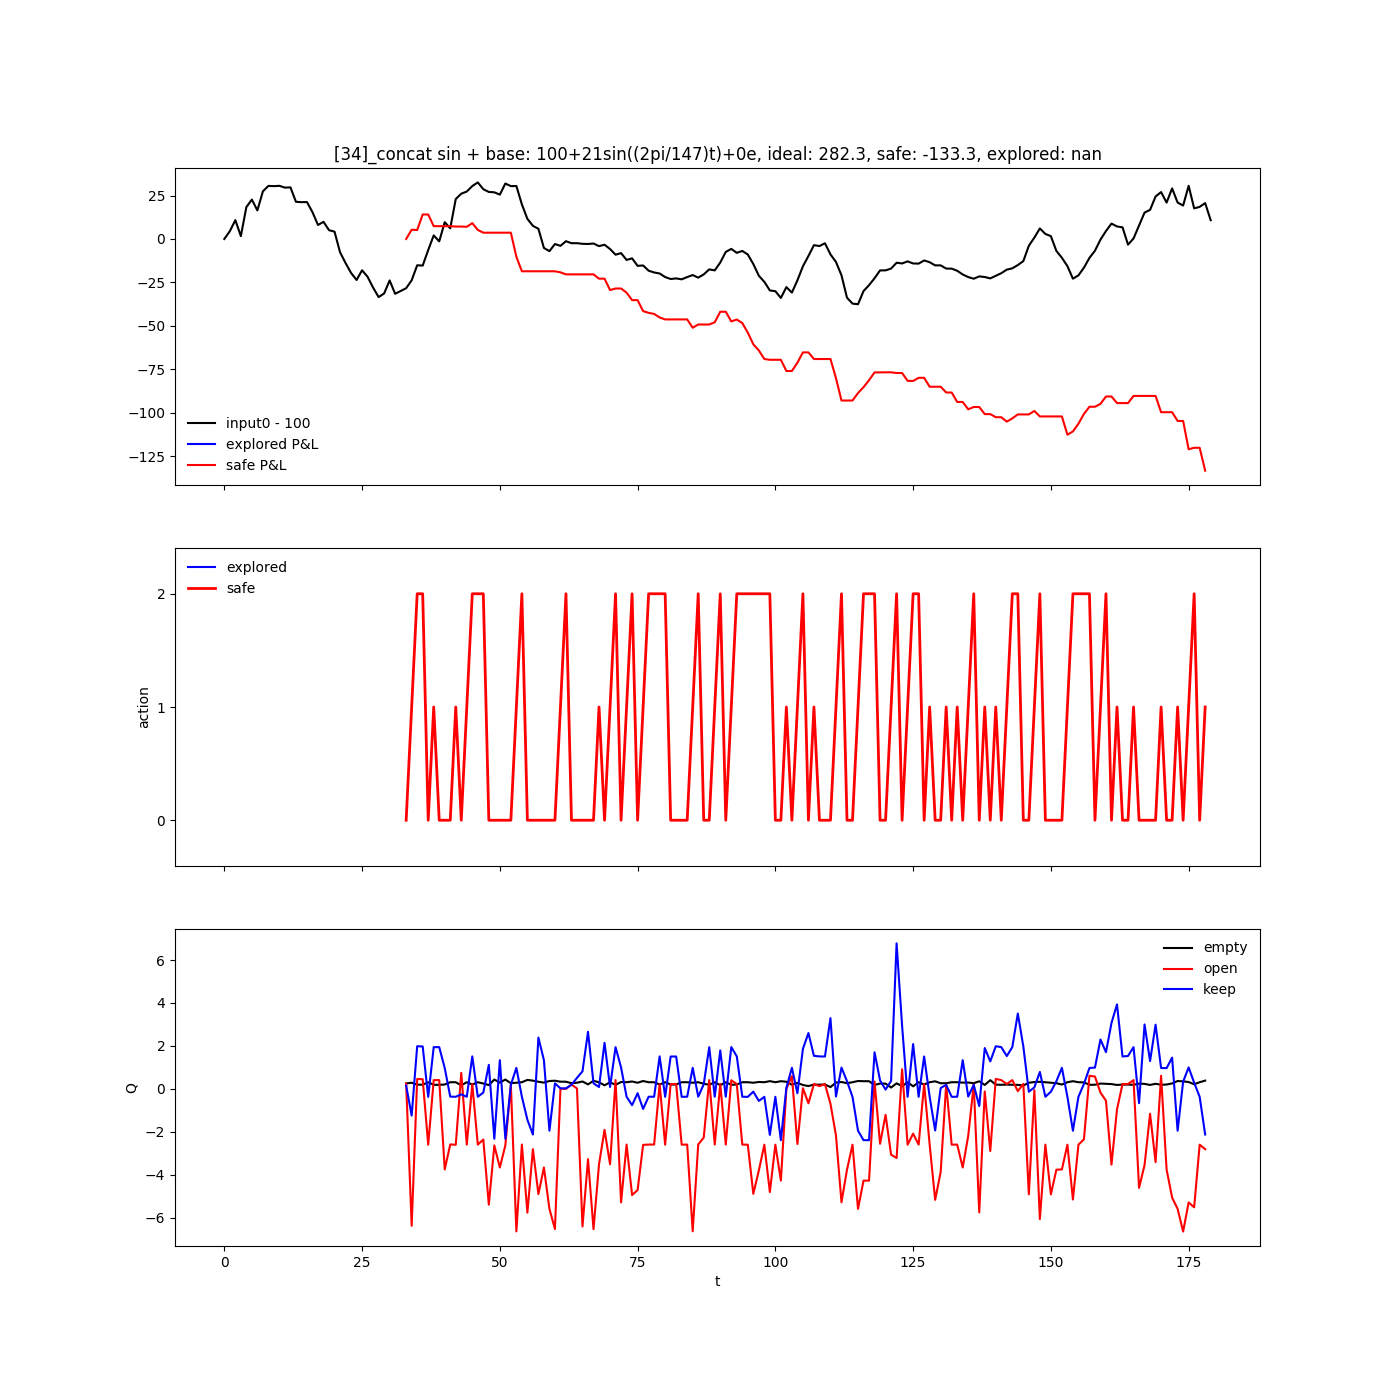 [34]_concat sin + base: 100+21sin((2pi/147)t)+0e, ideal: 282.3, safe: -133.3, explored: nan
25
0
−25
−50
−75
−100
−125
input0 - 100
explored P&L
safe P&L
explored
safe
2
1
0
action
empty
open
keep
6
4
2
0
−2
−4
−6
Q
0
25
50
75
100
125
150
175
t